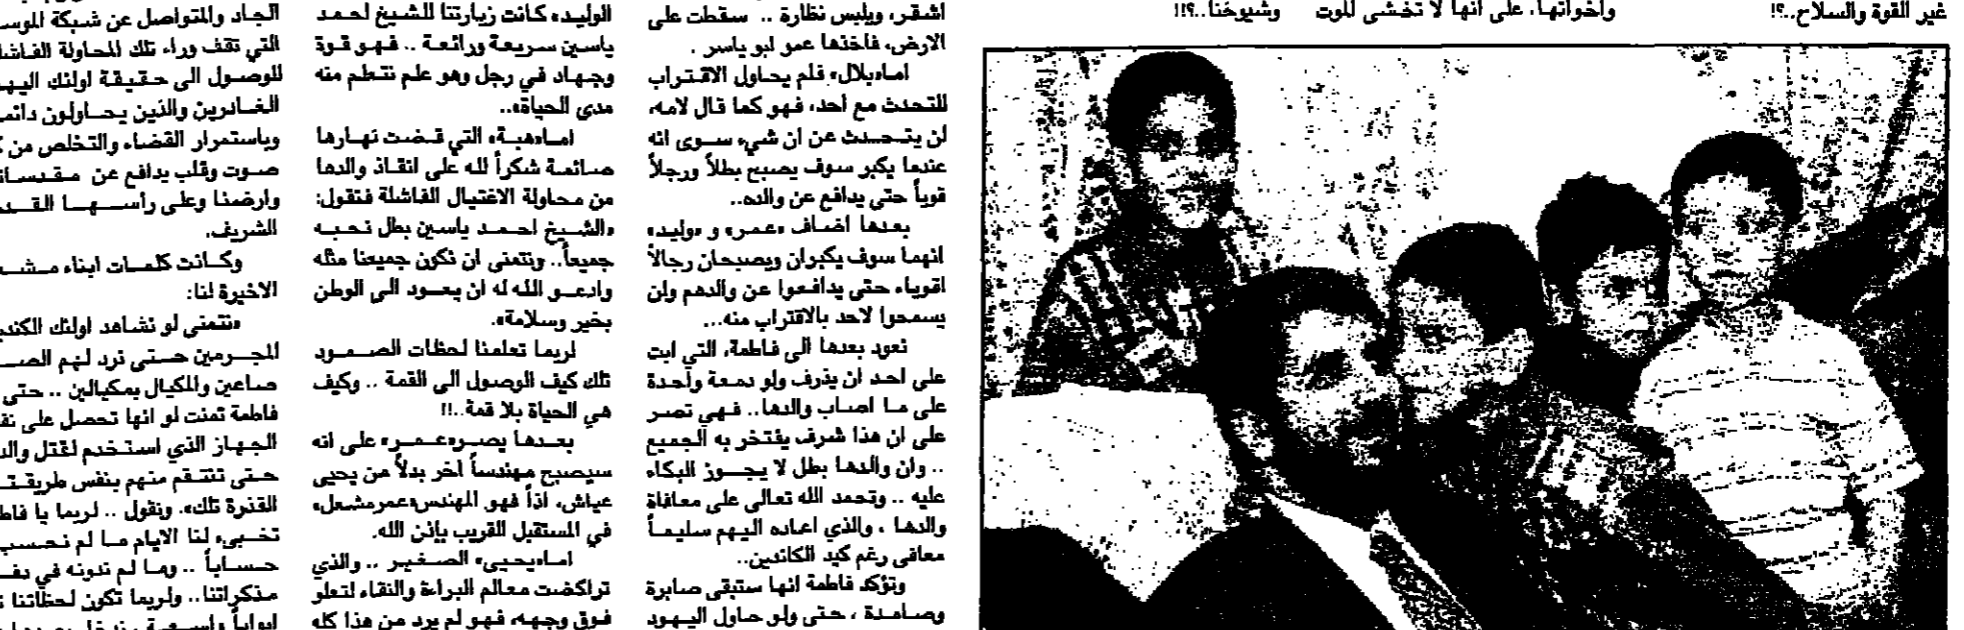 غير القوة والسلاح..؟!
واخواتها، على انها لا تخشى الموت
وشيوخنا..؟!!
اشقر، ويلبس نظارة .. سقطت على
الارض، فاخذها عمو ابو ياسر .
اما «بلال» فلم يحاول الاقتراب
للتحدث مع أحد، فهو كما قال لامه،
لن يتحدث عن ان شيء سوى انه
عندما يكبر سوف يصبح بطلاً ورجلاً
قوياً حتى يدافع عن والده..
بعدها اضاف «عمر» و «وليد»
انهما سوف يكبران ويصبحان رجالاً
اقوياء حتى يدافعوا عن والدهم ولن
يسمحوا لاحد بالاقتراب منه...
نعود بعدها الى فاطمة، التي ابت
على احد ان يذرف ولو دمعة واحدة
على ما اصاب والدها.. فهي تصر
على ان هذا شرف يفتخر به الجميع
.. وان والدها بطل لا يجوز البكاء
عليه .. وتحمد الله تعالى على معافاة
والدها ، والذي اعاده اليهم سليماً
معافى رغم كيد الكائدين..
وتؤكد فاطمة انها ستبقى صابرة
وصامدة ، حتى ولو حاول اليهود
الوليد» كانت زيارتنا للشيخ احمد
ياسين سريعة ورائعة .. فهو قوة
وجهاد في رجل وهو علم نتعلم منه
مدى الحياة»..
اما «هبة» التي قضت نهارها
صائمة شكراً لله على انقاذ والدها
من محاولة الاغتيال الفاشلة فتقول:
«الشيخ احمد ياسين بطل نحبه
جميعاً.. ونتمنى ان نكون جميعنا مثله
وادعو الله له ان يعود الى الوطن
بخير وسلامة».
لربما تعلمنا لحظات الصمود
تلك كيف الوصول الى القمة .. وكيف
هي الحياة بلا قمة..!!
بعدها يصر «عمر» على انه
سيصبح مهندساً آخر بدلاً من يحيى
عياش، اذاً فهو المهندس «عمر مشعل»
في المستقبل القريب بإذن الله.
اما «يحيى» الصغير .. والذي
تراكضت معالم البراءة والنقاء لتعلو
فوق وجهه، فهو لم يرد من هذا كله
الجاد والمتواصل عن شبكة
التي تقف وراء تلك المحاولة
للوصول الى حقيقة اولئك
الغادرين والذين يحاولون
وباستمرار القضاء والتخلص من
صوت وقلب يدافع عن
وارضنا وعلى رأسها
الشريف.
وكانت كلمات ابناء
الاخيرة لنا:
«نتمنى لو نشاهد اولئك
المجرمين حتى نرد لهم
صاعين والمكيال بمكيالين .. حتى
فاطمة تمنت لو انها تحصل على
الجهاز الذي استخدم لقتل
حتى تنتقم منهم بنفس
القذرة تلك». ونقول .. لربما يا
تخبىء لنا الايام ما لم نحسب
حساباً .. وما لم ندونه في
مذكراتنا.. ولربما تكون لحظاتنا